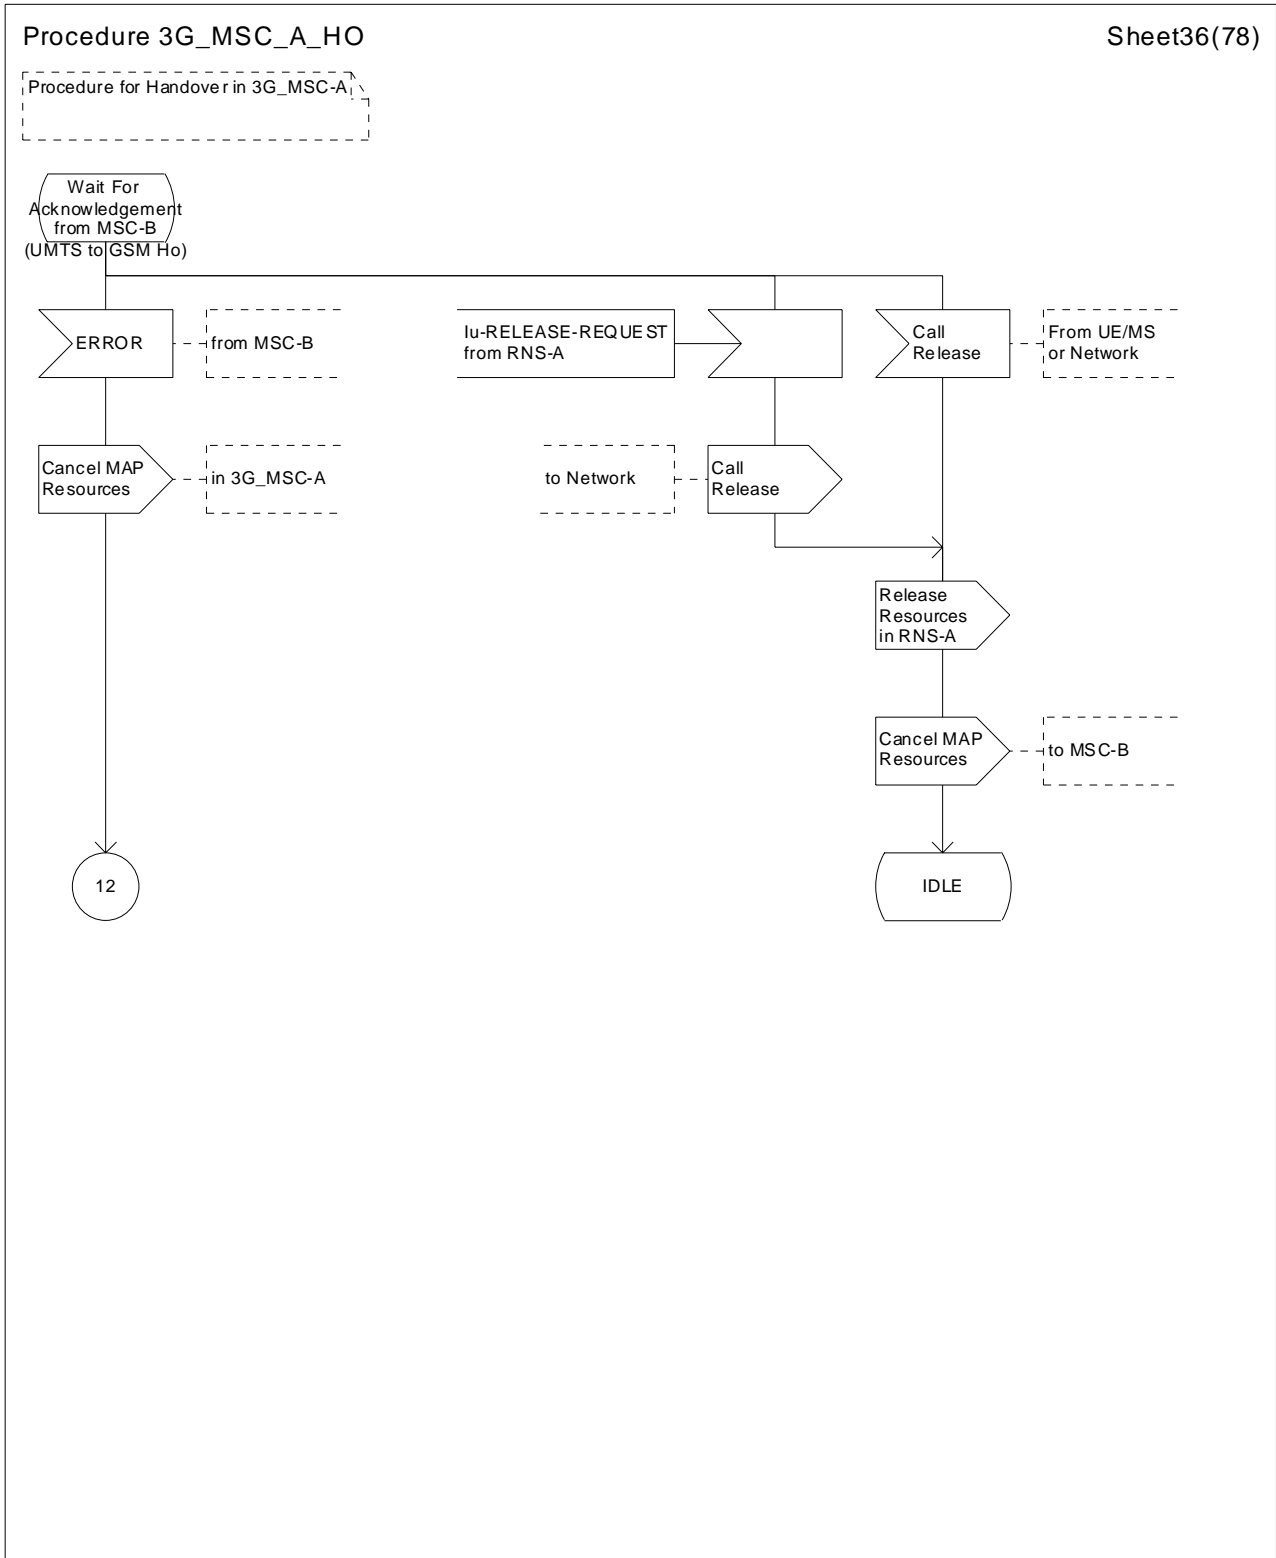 Procedure 3G_MSC_A_HO
Sheet36(78)
Procedure for Handover in 3G_MSC-A
Wait For
Acknowledgement
from MSC-B
(UMTS to GSM Ho)
ERROR
from MSC-B
Iu-RELEASE-REQUEST
from RNS-A
Call
Release
From UE/MS
or Network
Cancel MAP
Resources
in 3G_MSC-A
to Network
Call
Release
Release
Resources
in RNS-A
Cancel MAP
Resources
to MSC-B
12
IDLE